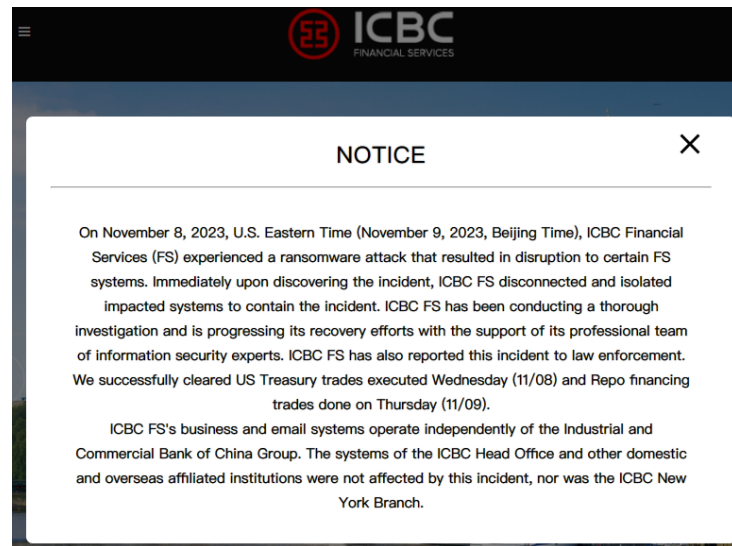 ICBC
FINANCIAL SERVICES
NOTICE
On November 8, 2023, U.S. Eastern Time (November 9, 2023, Beijing Time), ICBC Financial
Services (FS) experienced a ransomware attack that resulted in disruption to certain FS
systems. Immediately upon discovering the incident, ICBC FS disconnected and isolated
impacted systems to contain the incident. ICBC FS has been conducting a thorough
investigation and is progressing its recovery efforts with the support of its professional team
of information security experts. ICBC FS has also reported this incident to law enforcement.
We successfully cleared US Treasury trades executed Wednesday (11/08) and Repo financing
trades done on Thursday (11/09).
ICBC FS's business and email systems operate independently of the Industrial and
Commercial Bank of China Group. The systems of the ICBC Head Office and other domestic
and overseas affiliated institutions were not affected by this incident, nor was the ICBC New
York Branch.